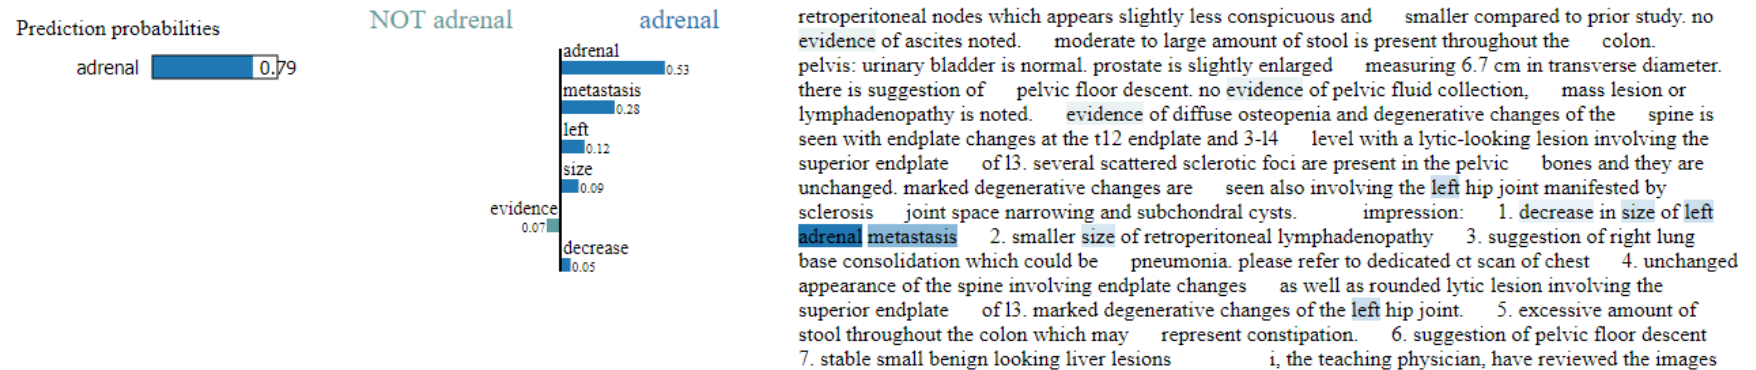 Prediction probabilities
adrenal 0.79
NOT adrenal adrenal
adrenal
0.53
metastasis
0.28
left
0.12
size
0.09
evidence
0.07
decrease
0.05
retroperitoneal nodes which appears slightly less conspicuous and smaller compared to prior study. no
evidence of ascites noted. moderate to large amount of stool is present throughout the colon.
pelvis: urinary bladder is normal. prostate is slightly enlarged measuring 6.7 cm in transverse diameter.
there is suggestion of pelvic floor descent. no evidence of pelvic fluid collection, mass lesion or
lymphadenopathy is noted. evidence of diffuse osteopenia and degenerative changes of the spine is
seen with endplate changes at the t12 endplate and 3-l4 level with a lytic-looking lesion involving the
superior endplate of l3. several scattered sclerotic foci are present in the pelvic bones and they are
unchanged. marked degenerative changes are seen also involving the left hip joint manifested by
sclerosis joint space narrowing and subchondral cysts. impression: 1. decrease in size of left
adrenal metastasis 2. smaller size of retroperitoneal lymphadenopathy 3. suggestion of right lung
base consolidation which could be pneumonia. please refer to dedicated ct scan of chest 4. unchanged
appearance of the spine involving endplate changes as well as rounded lytic lesion involving the
superior endplate of l3. marked degenerative changes of the left hip joint. 5. excessive amount of
stool throughout the colon which may represent constipation. 6. suggestion of pelvic floor descent
7. stable small benign looking liver lesions i, the teaching physician, have reviewed the images